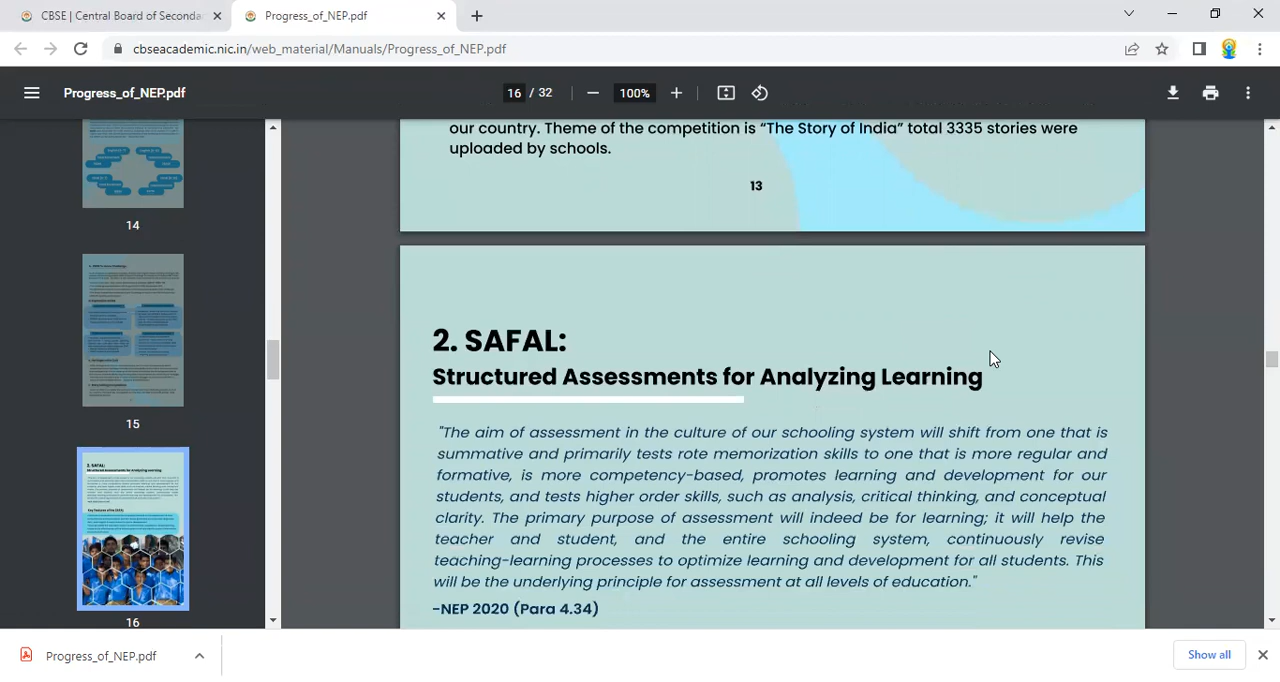 CBSE | Central Board of Seconda
Progress_of_NEP.pdf
cbseacademic.nic.in/web_material/Manuals/Progress_of_NEP.pdf
Progress_of_NEP.pdf
16 / 32
100%
14
15
16
our country. Theme of the competition is “The Story of India” total 3335 stories were
uploaded by schools.
13
2. SAFAL:
Structured Assessments for Analyzing Learning
"The aim of assessment in the culture of our schooling system will shift from one that is
summative and primarily tests rote memorization skills to one that is more regular and
formative, is more competency-based, promotes learning and development for our
students, and tests higher order skills, such as analysis, critical thinking, and conceptual
clarity. The primary purpose of assessment will indeed be for learning; it will help the
teacher and student, and the entire schooling system, continuously revise
teaching-learning processes to optimize learning and development for all students. This
will be the underlying principle for assessment at all levels of education."
-NEP 2020 (Para 4.34)
Progress_of_NEP.pdf
Show all